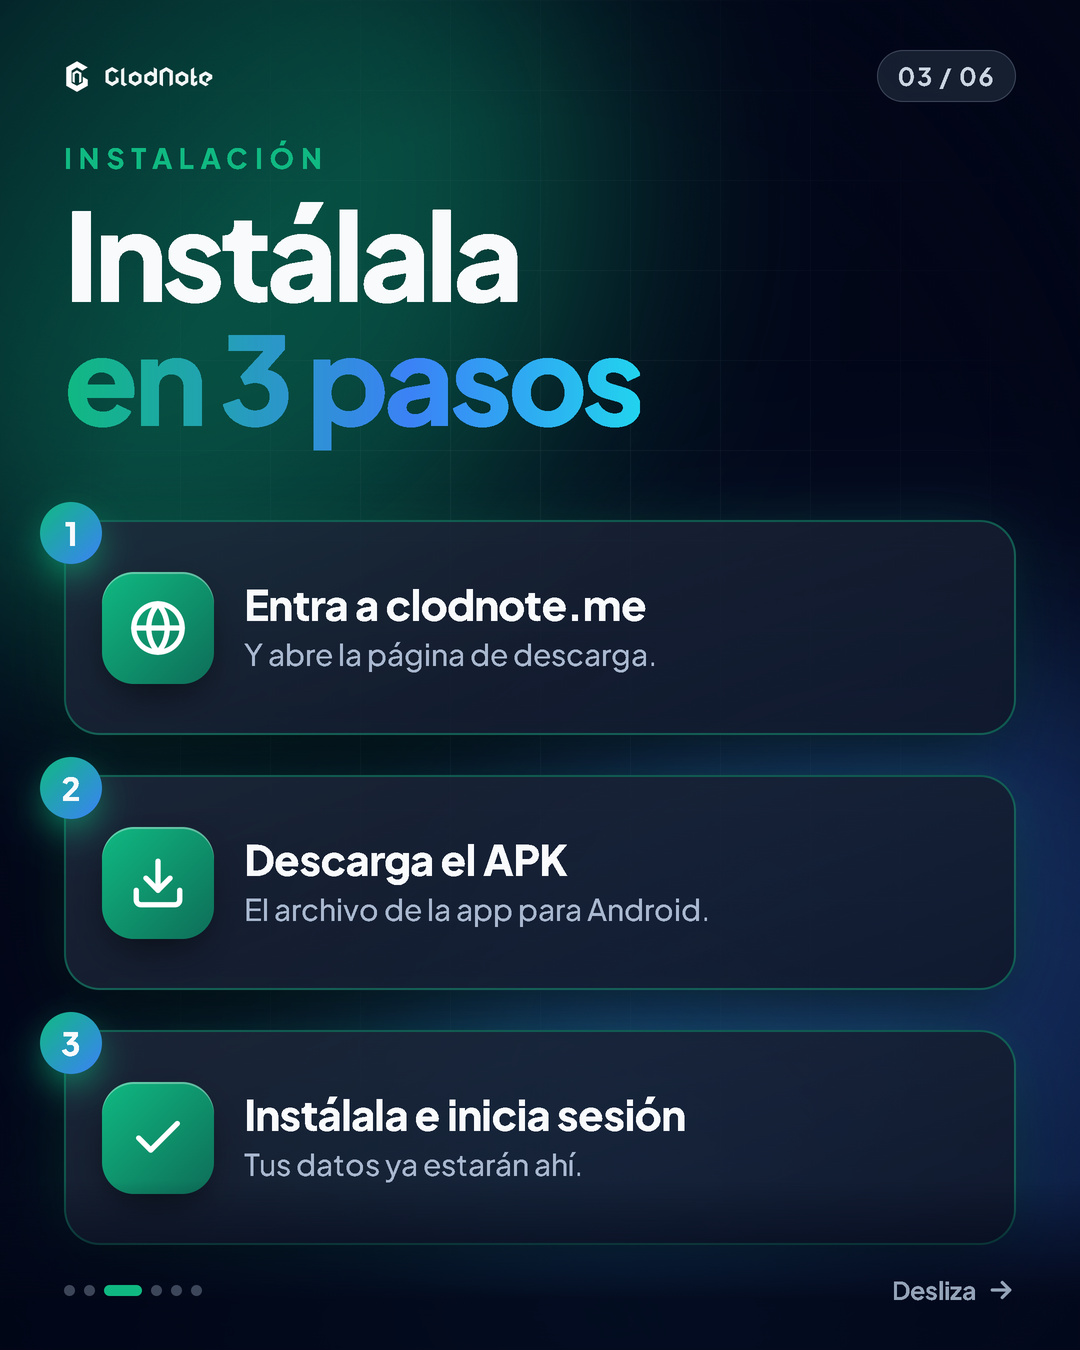 ClodNote
03 / 06
INSTALACIÓN
Instálala
en 3 pasos
1
Entra a clodnote.me
Y abre la página de descarga.
2
Descarga el APK
El archivo de la app para Android.
3
Instálala e inicia sesión
Tus datos ya estarán ahí.
Desliza →